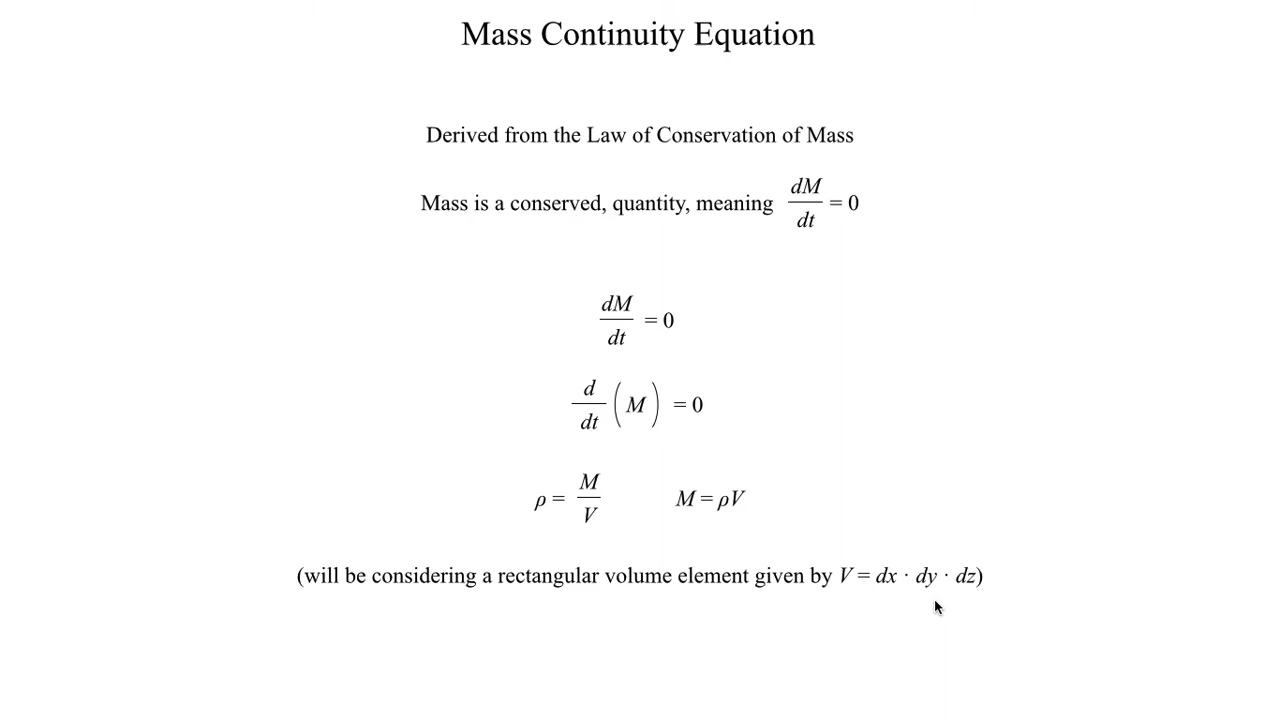 Mass Continuity Equation
Derived from the Law of Conservation of Mass
Mass is a conserved, quantity, meaning dM/dt = 0
dM/dt = 0
d/dt (M) = 0
ρ = M/V M = ρV
(will be considering a rectangular volume element given by V = dx · dy · dz)